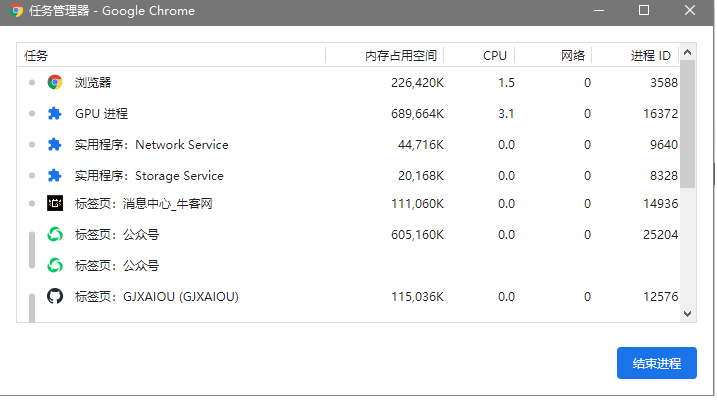 任务管理器 - Google Chrome
任务 内存占用空间 CPU 网络 进程 ID
浏览器 226,420K 1.5 0 3588
GPU 进程 689,664K 3.1 0 16372
实用程序：Network Service 44,716K 0.0 0 9640
实用程序：Storage Service 20,168K 0.0 0 8328
标签页：消息中心_牛客网 111,060K 0.0 0 14936
标签页：公众号 605,160K 0.0 0 25204
标签页：公众号
标签页：GJXAIOU (GJXAIOU) 115,036K 0.0 0 12576
结束进程